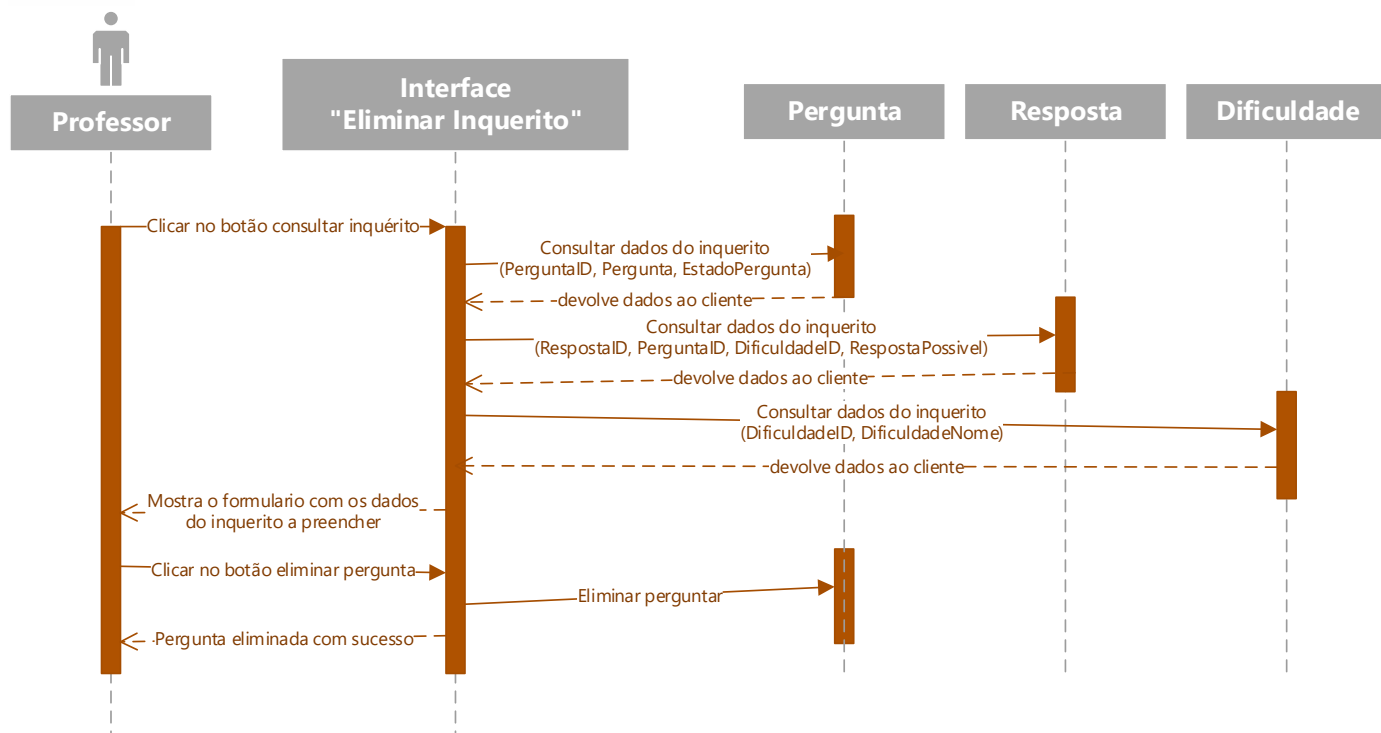 Professor
Interface
"Eliminar Inquerito"
Pergunta
Resposta
Dificuldade
Clicar no botão consultar inquérito
Consultar dados do inquerito
(PerguntaID, Pergunta, EstadoPergunta)
devolve dados ao cliente
Consultar dados do inquerito
(RespostaID, PerguntaID, DificuldadeID, RespostaPossivel)
devolve dados ao cliente
Consultar dados do inquerito
(DificuldadeID, DificuldadeNome)
devolve dados ao cliente
Mostra o formulario com os dados
do inquerito a preencher
Clicar no botão eliminar pergunta
Eliminar perguntar
Pergunta eliminada com sucesso